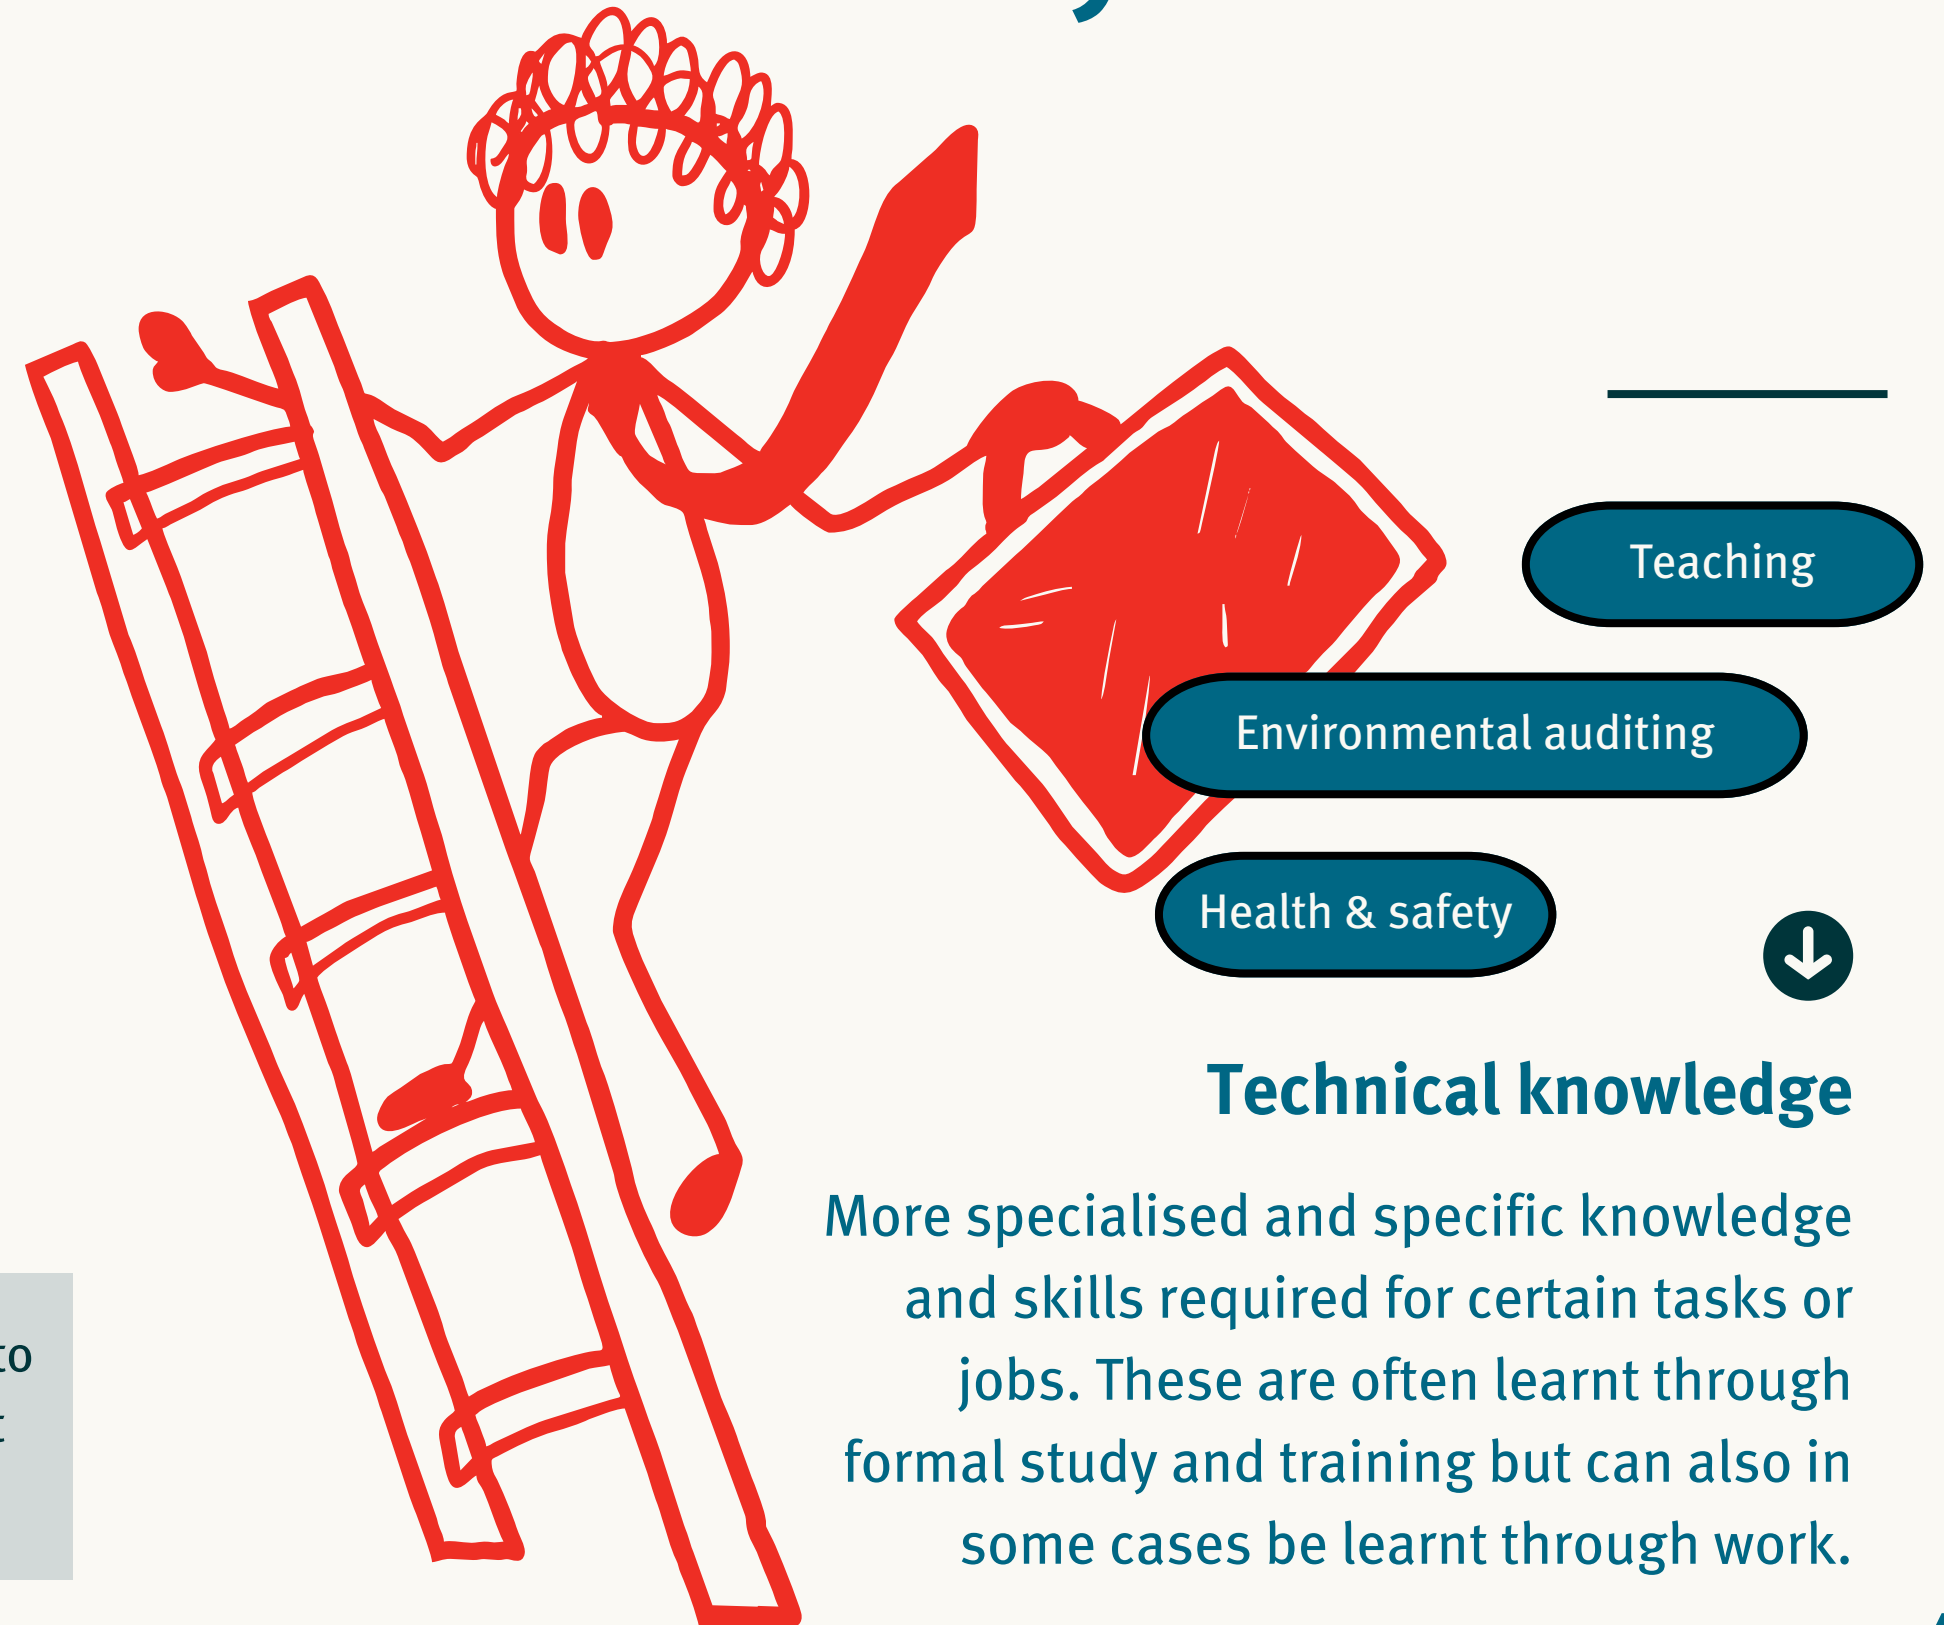 Teaching
Environmental auditing
Health & safety
Technical knowledge
More specialised and specific knowledge
and skills required for certain tasks or
jobs. These are often learnt through
formal study and training but can also in
some cases be learnt through work.
to